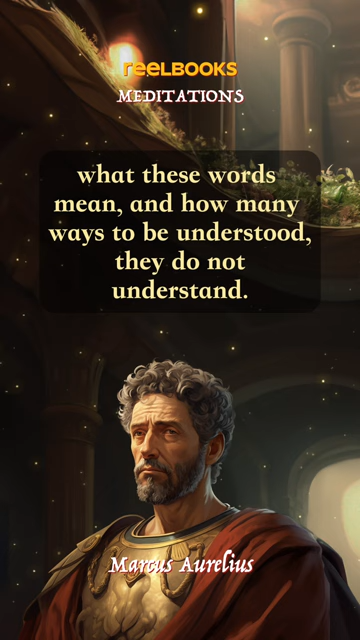 reelbooks
MEDITATIONS
what these words
mean, and how many
ways to be understood,
they do not
understand.
Marcus Aurelius